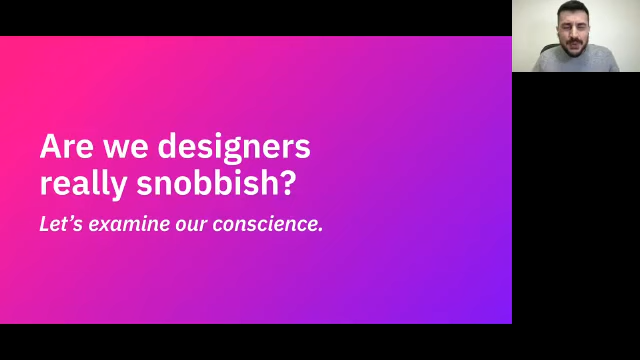 Are we designers
really snobbish?
Let's examine our conscience.